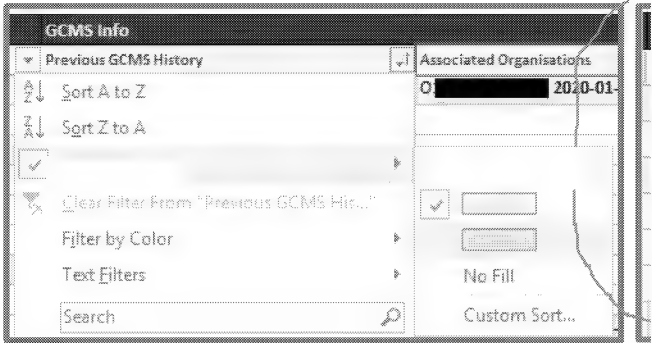 GCMS Info
Previous GCMS History
Associated Organisations
O: 2020-01-
Sort A to Z
Sort Z to A
Clear Filter From "Previous GCMS His..."
Filter by Color
Text Filters
No Fill
Search
Custom Sort...